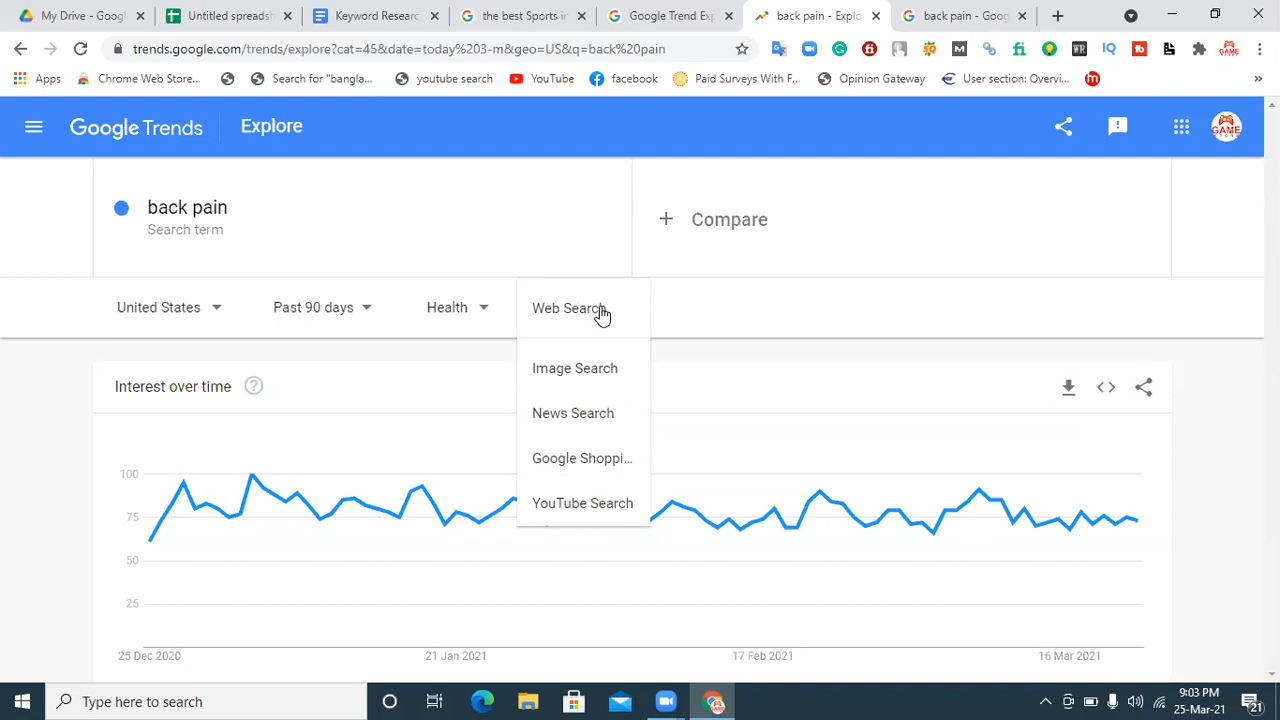 My Drive - Googl
Untitled spreadsh
Keyword Researc
the best Sports in
Google Trend Exp
back pain - Explo
back pain - Goog
trends.google.com/trends/explore?cat=45&date=today%203-m&geo=US&q=back%20pain
Apps
Chrome Web Store...
Search for "bangla...
youtube search
YouTube
facebook
Paid Surveys With F...
Opinion Gateway
User section: Overvi...
Google Trends
Explore
GAME
back pain
Search term
+ Compare
United States
Past 90 days
Health
Web Search
Image Search
News Search
Google Shoppi...
YouTube Search
Interest over time
100
75
50
25
25 Dec 2020
21 Jan 2021
17 Feb 2021
16 Mar 2021
Type here to search
9:03 PM
25-Mar-21
21